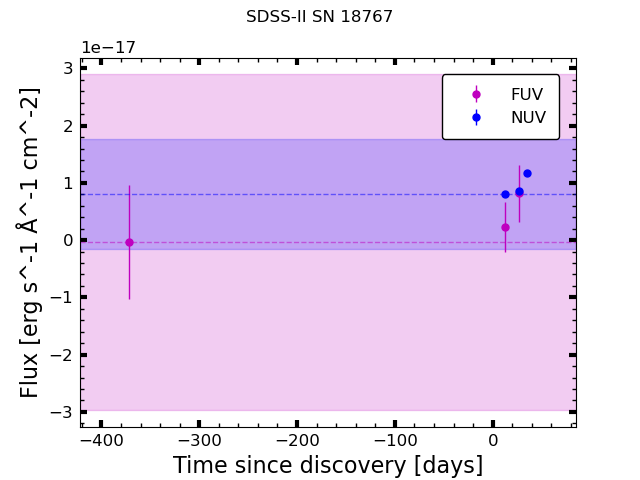 SDSS-II SN 18767
1e−17
FUV
NUV
3
2
1
0
−1
−2
−3
Flux [erg s^-1 Å^-1 cm^-2]
−400
−300
−200
−100
0
Time since discovery [days]